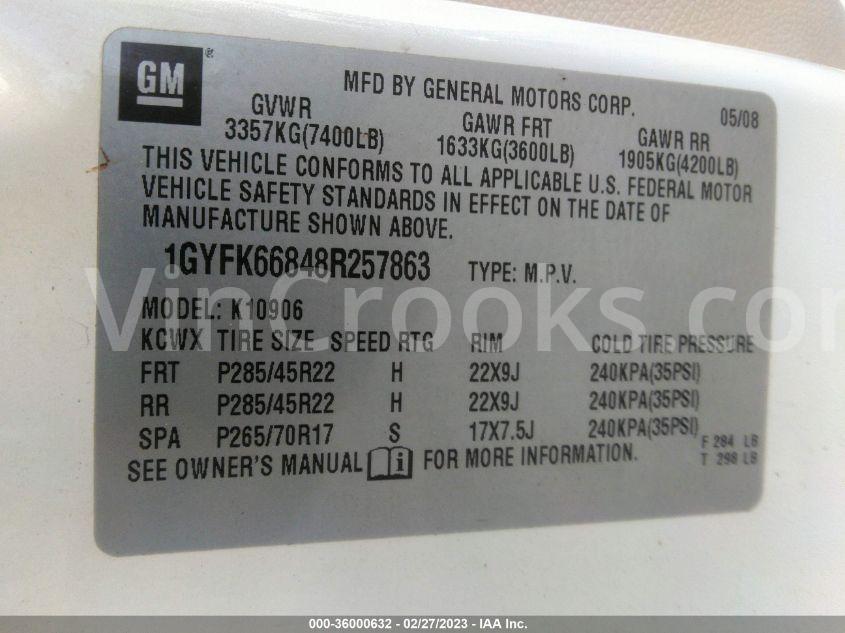 GM ®
MFD BY GENERAL MOTORS CORP. 05/08
GVWR GAWR FRT GAWR RR
3357KG(7400LB) 1633KG(3600LB) 1905KG(4200LB)
THIS VEHICLE CONFORMS TO ALL APPLICABLE U.S. FEDERAL MOTOR
VEHICLE SAFETY STANDARDS IN EFFECT ON THE DATE OF
MANUFACTURE SHOWN ABOVE.
1GYFK66848R257863 TYPE: M.P.V.
VinCrooks.com
MODEL: K10906
KCWX TIRE SIZE SPEED RTG RIM COLD TIRE PRESSURE
FRT P285/45R22 H 22X9J 240KPA(35PSI)
RR P285/45R22 H 22X9J 240KPA(35PSI)
SPA P265/70R17 S 17X7.5J 240KPA(35PSI) F 284 LB
T 298 LB
SEE OWNER'S MANUAL i FOR MORE INFORMATION.
000-36000632 - 02/27/2023 - IAA Inc.